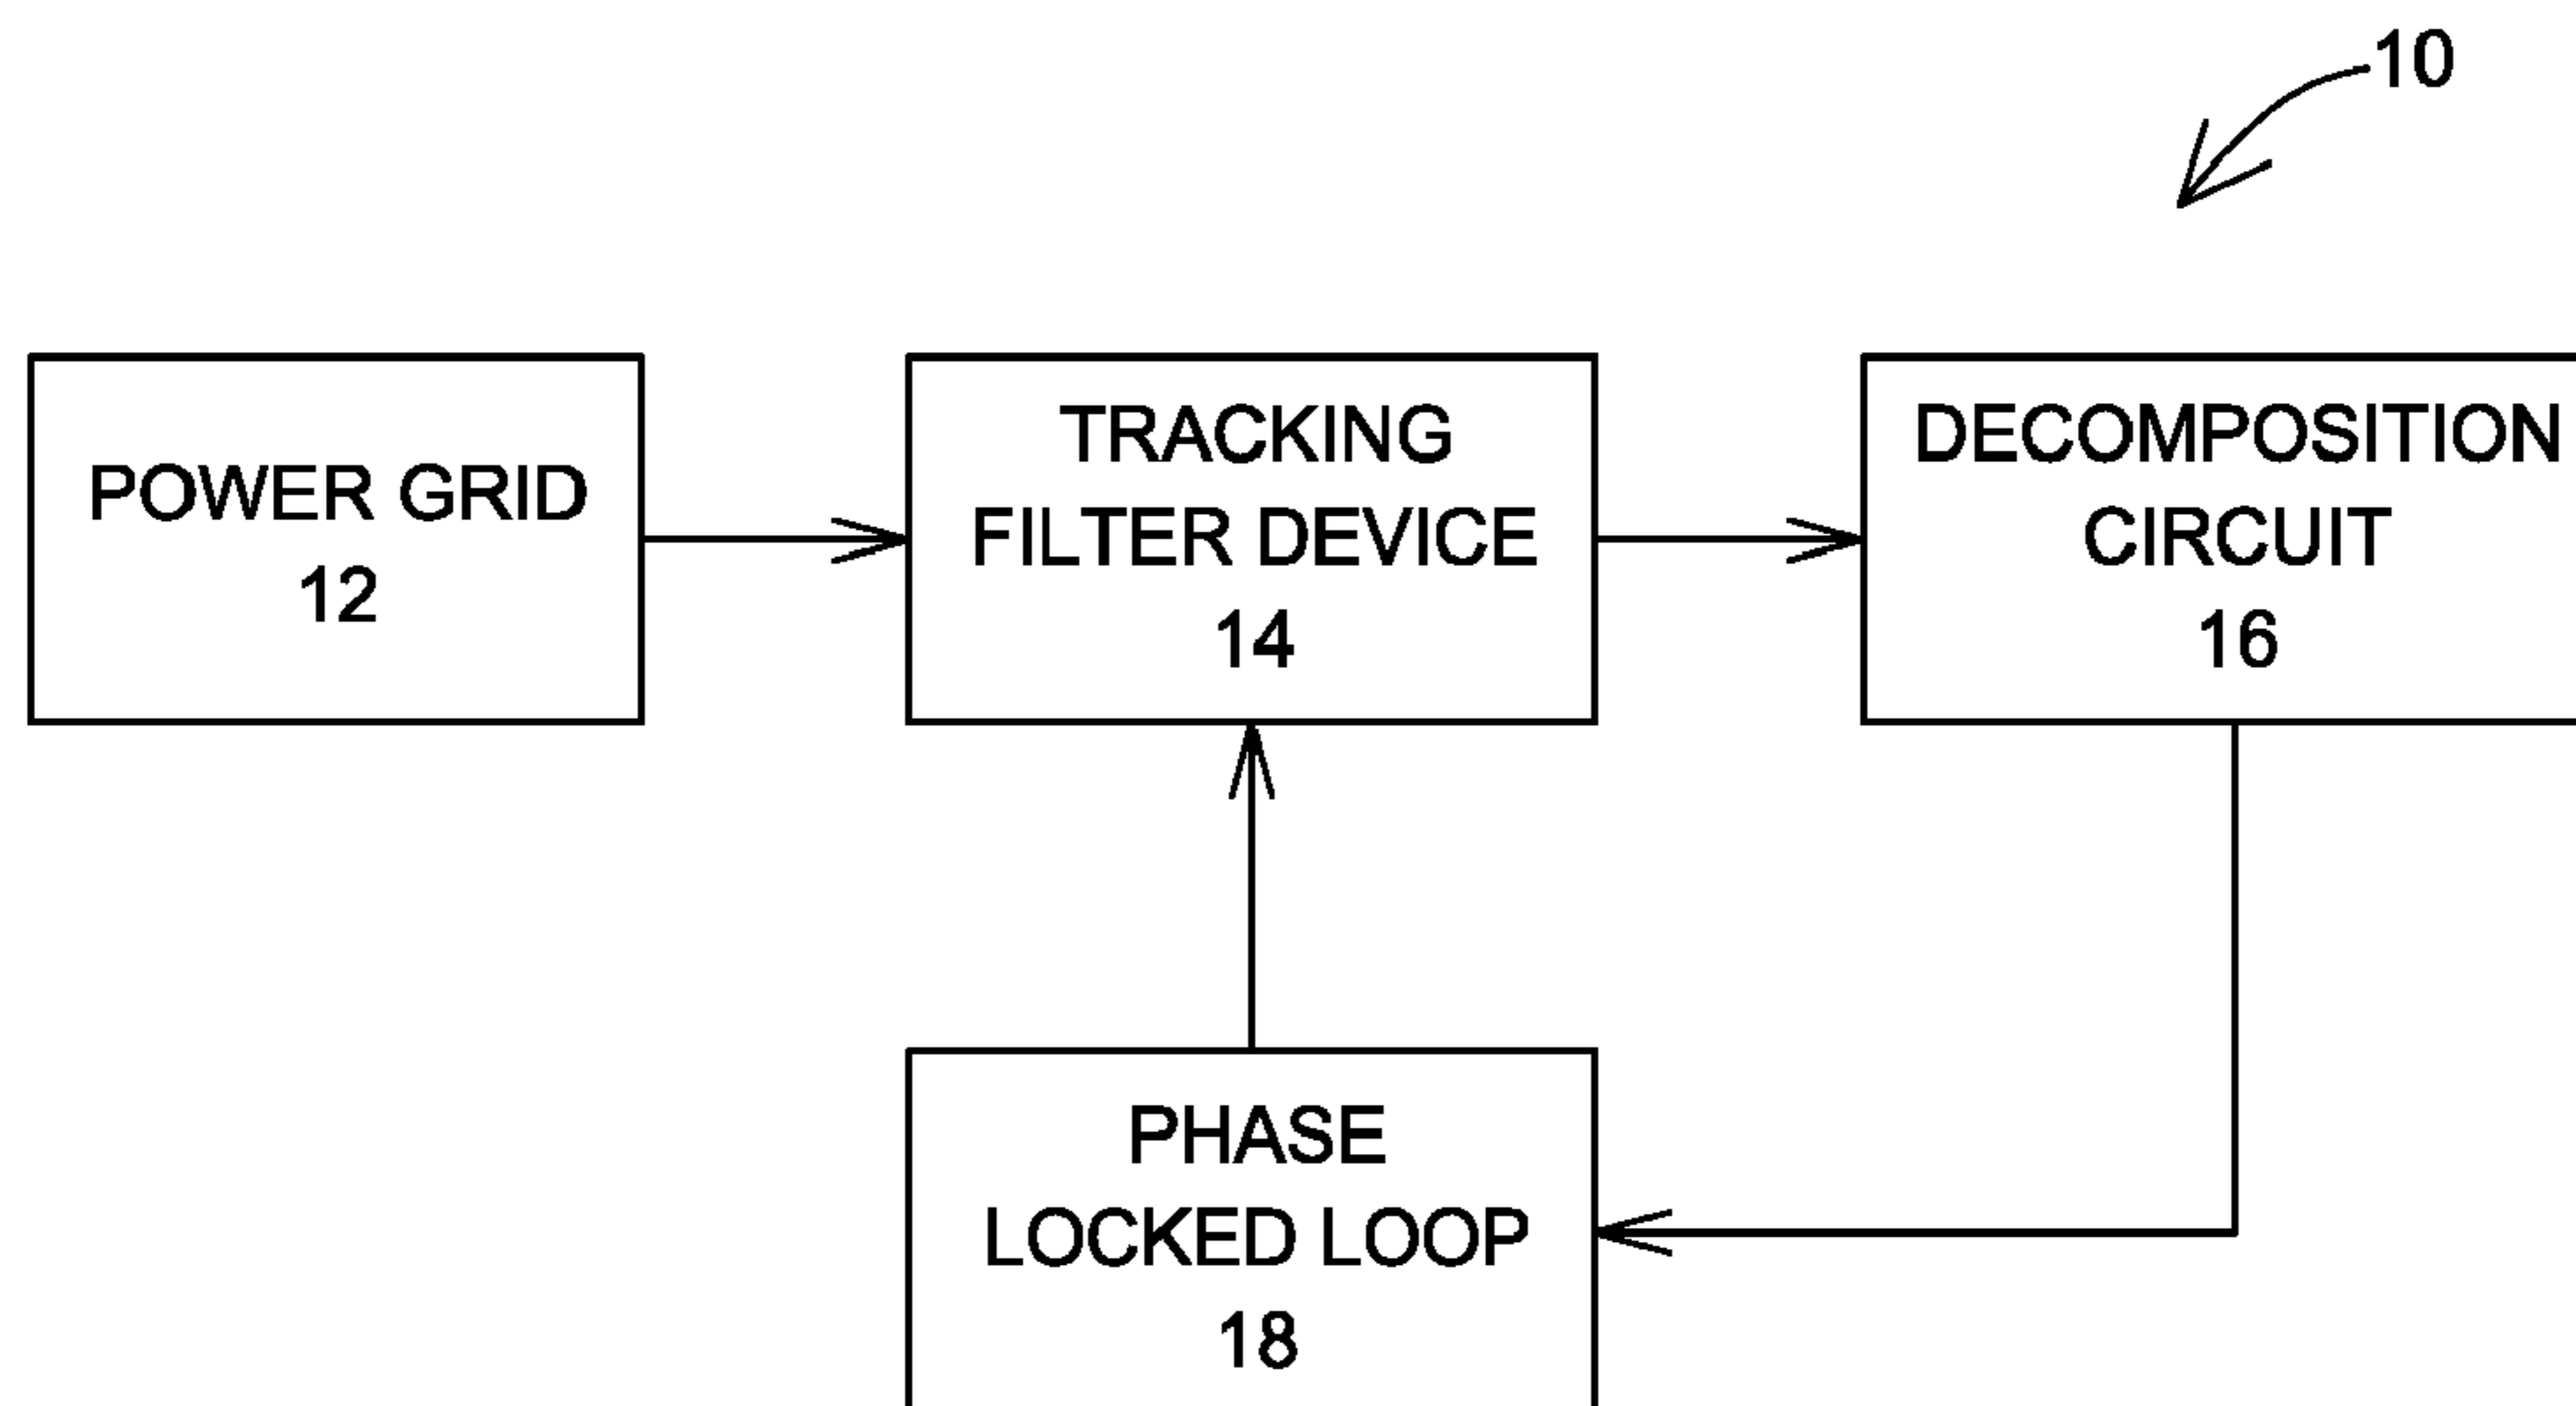 10
POWER GRID
12
TRACKING
FILTER DEVICE
14
DECOMPOSITION
CIRCUIT
16
PHASE
LOCKED LOOP
18